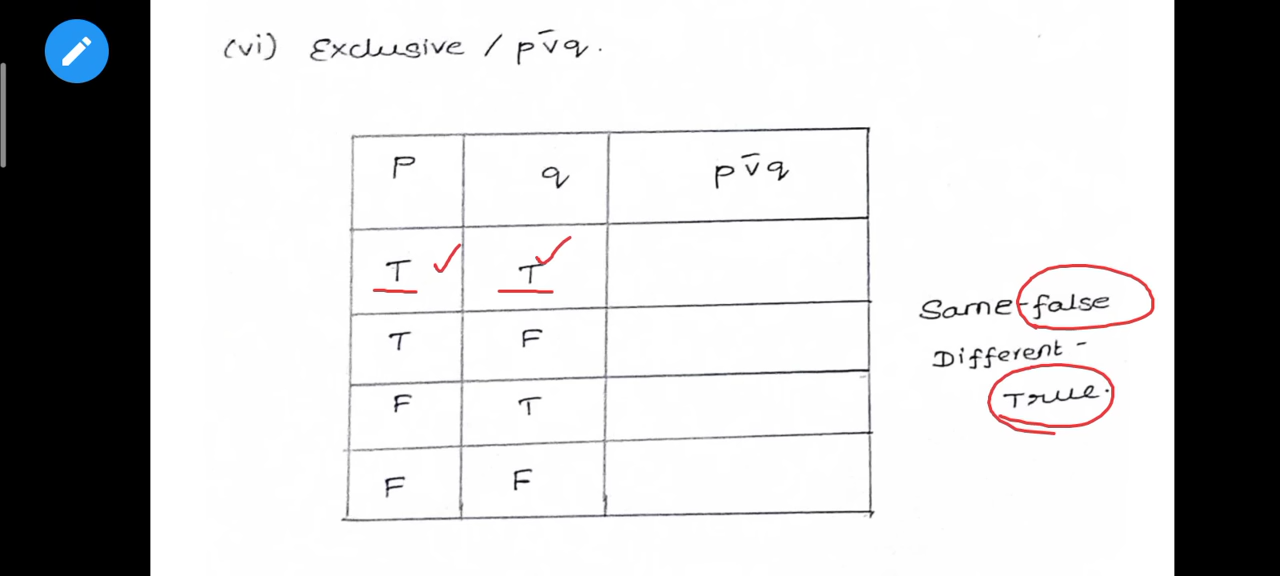 (vi) Exclusive / p v̄ q.
P q p v̄ q
T T
T F
F T
F F
Same-false
Different -
True.